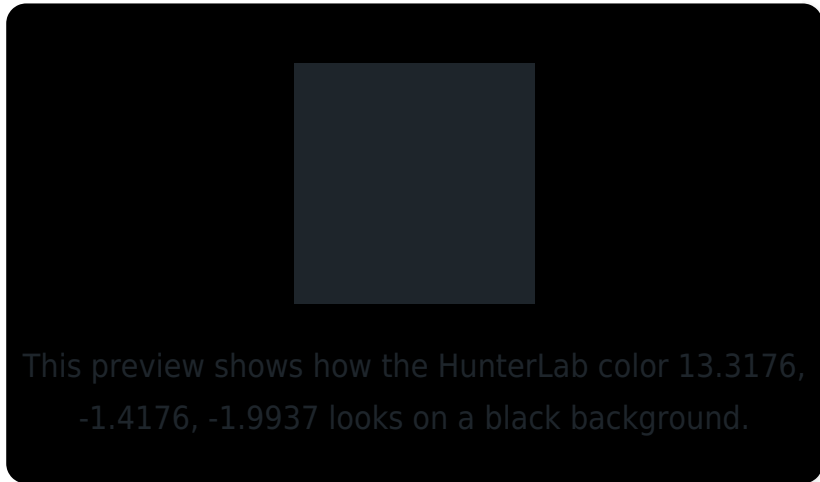 This preview shows how the HunterLab color 13.3176,
-1.4176, -1.9937 looks on a black background.